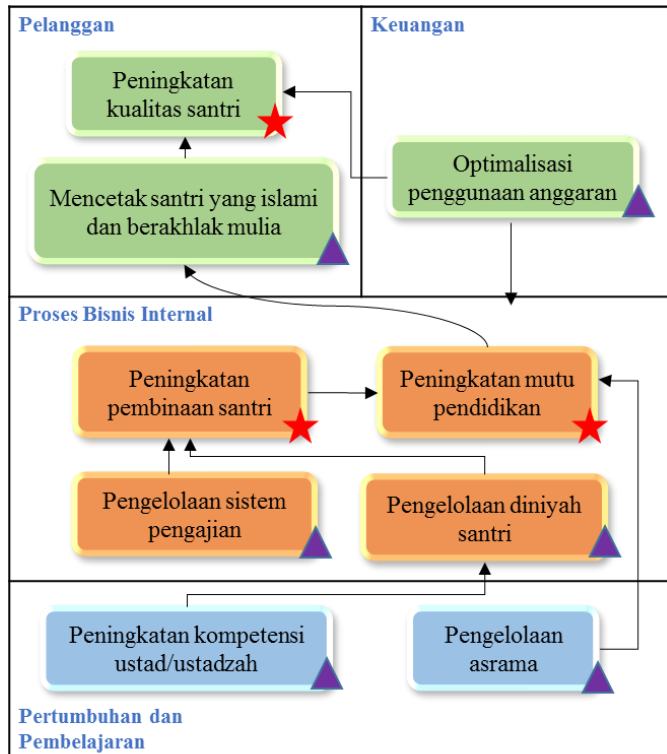 Pelanggan
Keuangan
Peningkatan
kualitas santri
Mencetak santri yang islami
dan berakhlak mulia
Optimalisasi
penggunaan anggaran
Proses Bisnis Internal
Peningkatan
pembinaan santri
Peningkatan mutu
pendidikan
Pengelolaan sistem
pengajian
Pengelolaan diniyah
santri
Peningkatan kompetensi
ustad/ustadzah
Pengelolaan
asrama
Pertumbuhan dan
Pembelajaran